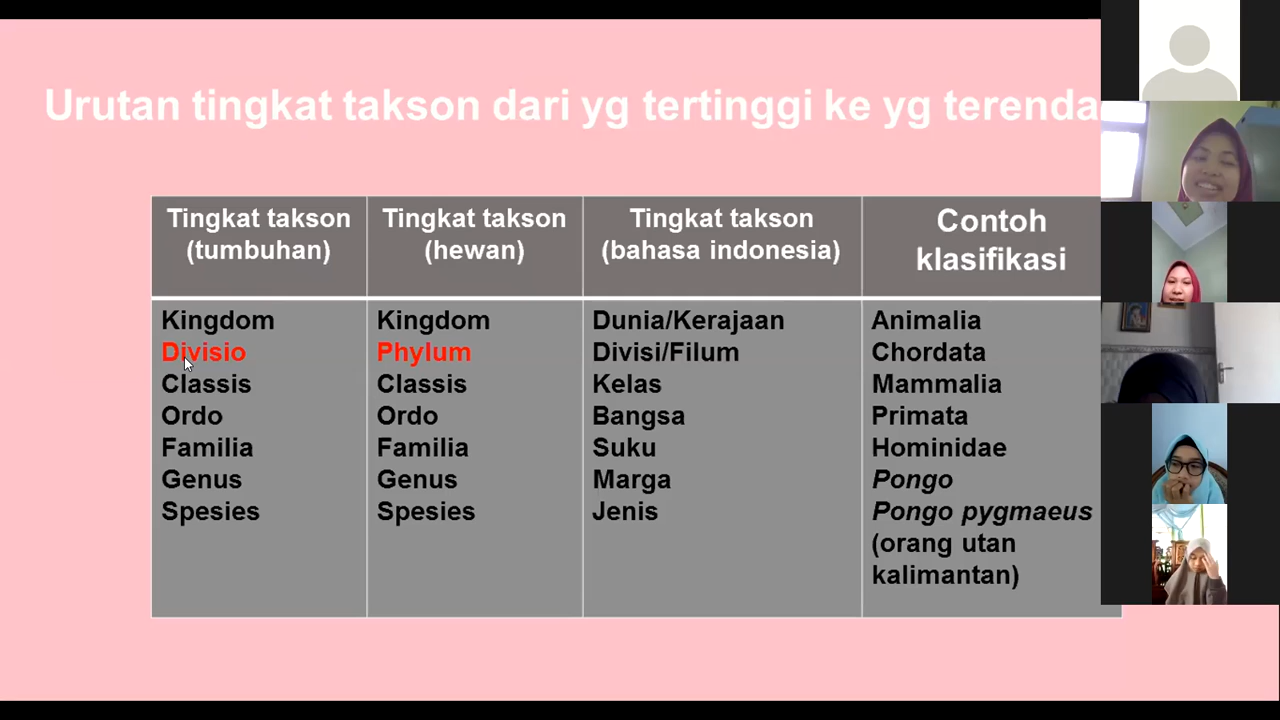 Urutan tingkat takson dari yg tertinggi ke yg terenda
Tingkat takson
(tumbuhan)
Tingkat takson
(hewan)
Tingkat takson
(bahasa indonesia)
Contoh
klasifikasi
Kingdom
Divisio
Classis
Ordo
Familia
Genus
Spesies
Kingdom
Phylum
Classis
Ordo
Familia
Genus
Spesies
Dunia/Kerajaan
Divisi/Filum
Kelas
Bangsa
Suku
Marga
Jenis
Animalia
Chordata
Mammalia
Primata
Hominidae
Pongo
Pongo pygmaeus
(orang utan
kalimantan)